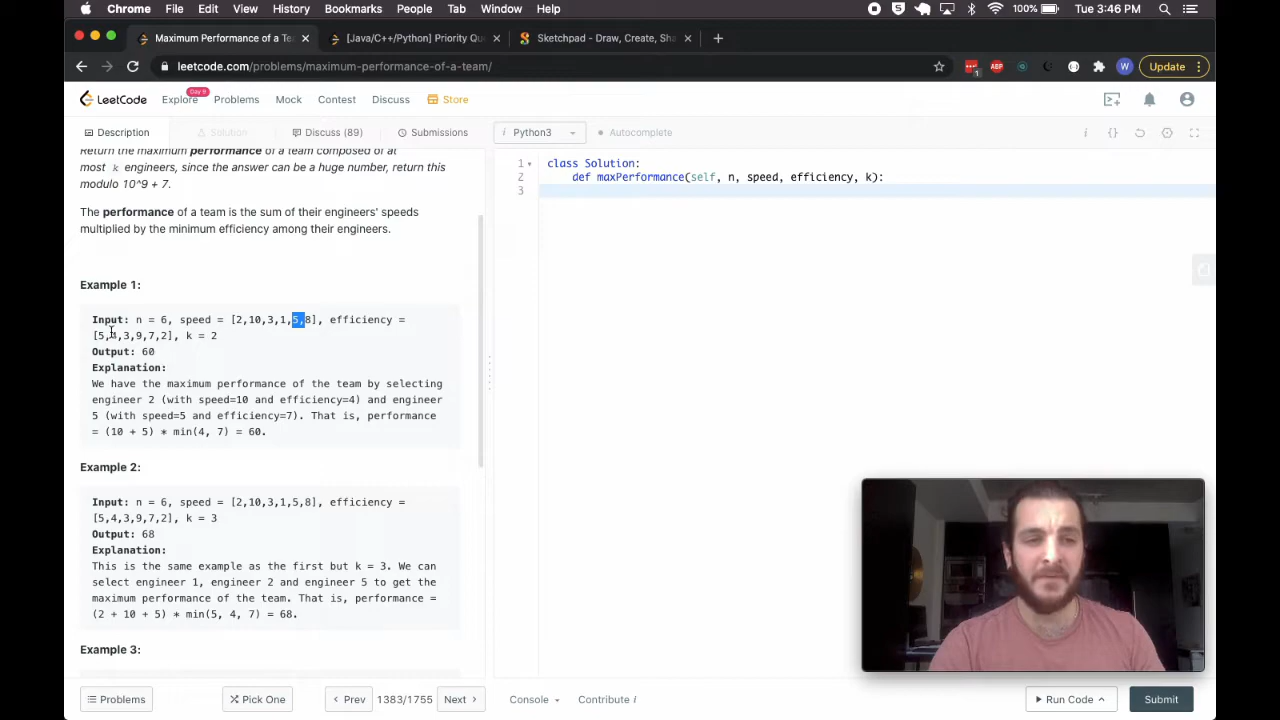 Chrome File Edit View History Bookmarks People Tab Window Help 5 100% Tue 3:46 PM
Maximum Performance of a Te [Java/C++/Python] Priority Qu Sketchpad - Draw, Create, Sha
leetcode.com/problems/maximum-performance-of-a-team/ 1 ABP W Update
LeetCode Explore Day 8 Problems Mock Contest Discuss Store
Description Solution Discuss (89) Submissions i Python3 Autocomplete i {}
Return the maximum performance of a team composed of at
most k engineers, since the answer can be a huge number, return this
modulo 10^9 + 7.
The performance of a team is the sum of their engineers' speeds
multiplied by the minimum efficiency among their engineers.
Example 1:
Input: n = 6, speed = [2,10,3,1,5,8], efficiency =
[5,4,3,9,7,2], k = 2
Output: 60
Explanation:
We have the maximum performance of the team by selecting
engineer 2 (with speed=10 and efficiency=4) and engineer
5 (with speed=5 and efficiency=7). That is, performance
= (10 + 5) * min(4, 7) = 60.
Example 2:
Input: n = 6, speed = [2,10,3,1,5,8], efficiency =
[5,4,3,9,7,2], k = 3
Output: 68
Explanation:
This is the same example as the first but k = 3. We can
select engineer 1, engineer 2 and engineer 5 to get the
maximum performance of the team. That is, performance =
(2 + 10 + 5) * min(5, 4, 7) = 68.
Example 3:
1 class Solution:
2 def maxPerformance(self, n, speed, efficiency, k):
3
Problems Pick One Prev 1383/1755 Next Console Contribute i Run Code Submit